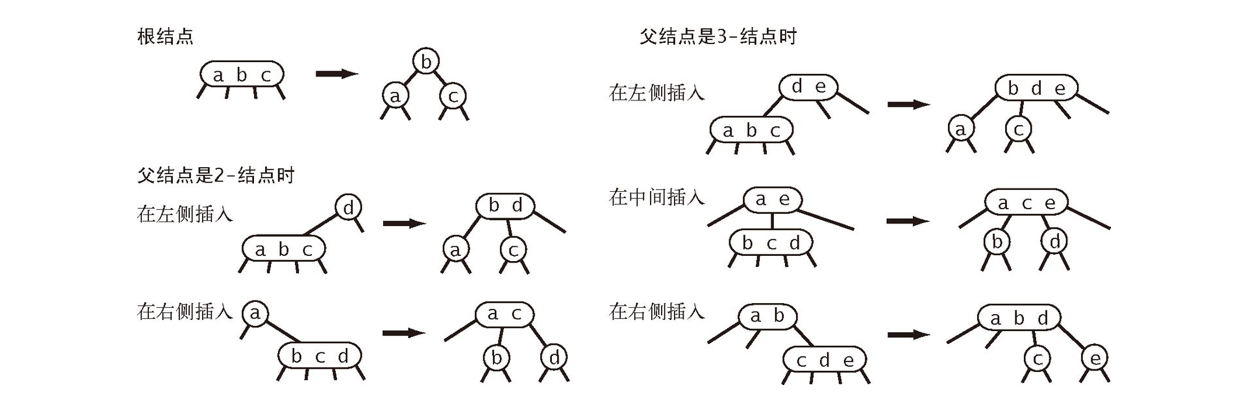 根结点
a b c
b
a
c
父结点是2-结点时
在左侧插入
d
a b c
b d
a
c
在右侧插入
a
b c d
a c
b
d
父结点是3-结点时
在左侧插入
d e
a b c
b d e
a
c
在中间插入
a e
b c d
a c e
b
d
在右侧插入
a b
c d e
a b d
c
e